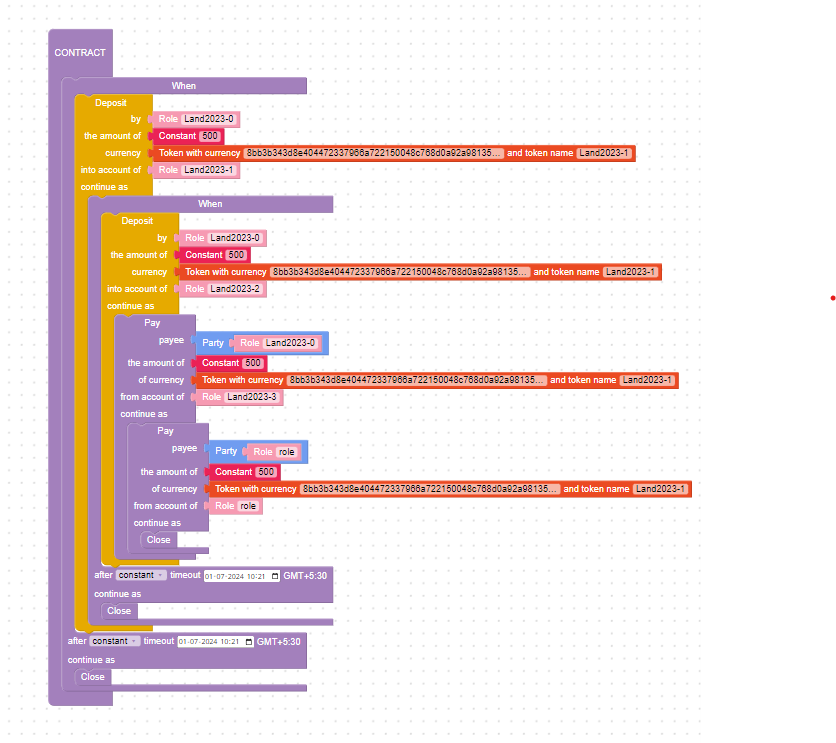 CONTRACT
When
Deposit
by Role Land2023-0
the amount of Constant 500
currency Token with currency 8bb3b343d8e404472337966a722150048c768d0a92a98135... and token name Land2023-1
into account of Role Land2023-1
continue as
When
Deposit
by Role Land2023-0
the amount of Constant 500
currency Token with currency 8bb3b343d8e404472337966a722150048c768d0a92a98135... and token name Land2023-1
into account of Role Land2023-2
continue as
Pay
payee Party Role Land2023-0
the amount of Constant 500
of currency Token with currency 8bb3b343d8e404472337966a722150048c768d0a92a98135... and token name Land2023-1
from account of Role Land2023-3
continue as
Pay
payee Party Role role
the amount of Constant 500
of currency Token with currency 8bb3b343d8e404472337966a722150048c768d0a92a98135... and token name Land2023-1
from account of Role role
continue as
Close
after constant timeout 01-07-2024 10:21 GMT+5:30
continue as
Close
after constant timeout 01-07-2024 10:21 GMT+5:30
continue as
Close